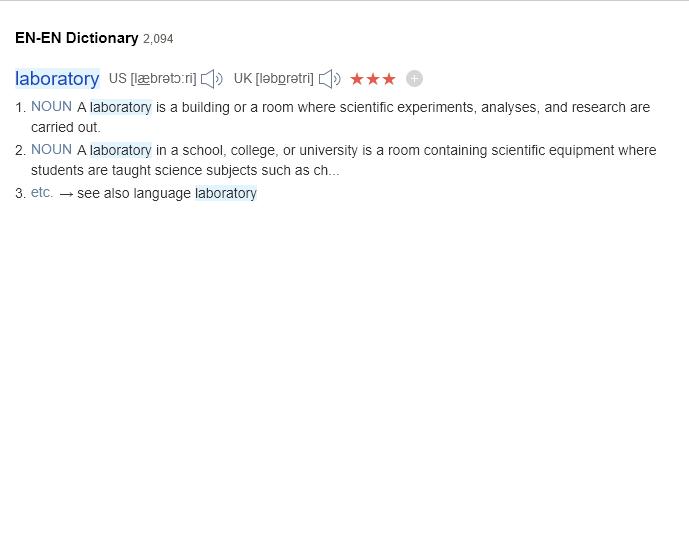 EN-EN Dictionary 2,094
laboratory US [læbrətɔ:ri] UK [ləbɒrətri] ★★★
1. NOUN A laboratory is a building or a room where scientific experiments, analyses, and research are
carried out.
2. NOUN A laboratory in a school, college, or university is a room containing scientific equipment where
students are taught science subjects such as ch...
3. etc. → see also language laboratory